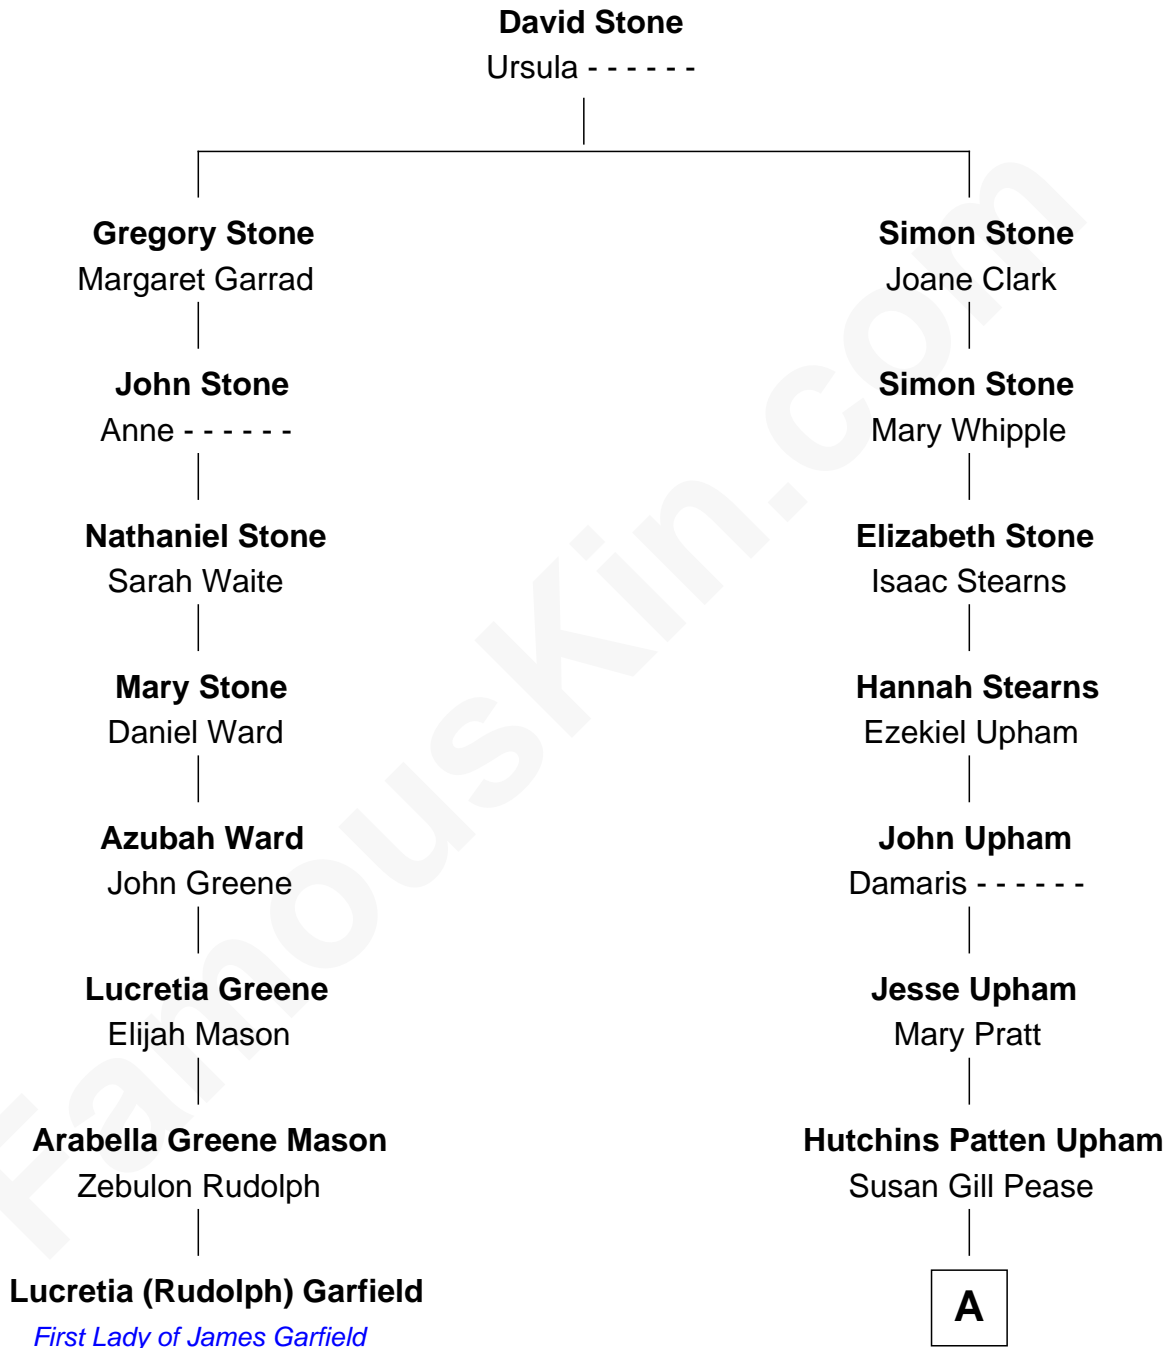 David Stone
Ursula - - - - - -
Gregory Stone
Margaret Garrad
Simon Stone
Joane Clark
John Stone
Anne - - - - - -
Simon Stone
Mary Whipple
Nathaniel Stone
Sarah Waite
Elizabeth Stone
Isaac Stearns
Mary Stone
Daniel Ward
Hannah Stearns
Ezekiel Upham
Azubah Ward
John Greene
John Upham
Damaris - - - - - -
Lucretia Greene
Elijah Mason
Jesse Upham
Mary Pratt
Arabella Greene Mason
Zebulon Rudolph
Hutchins Patten Upham
Susan Gill Pease
Lucretia (Rudolph) Garfield
First Lady of James Garfield
A
FamousKin.com